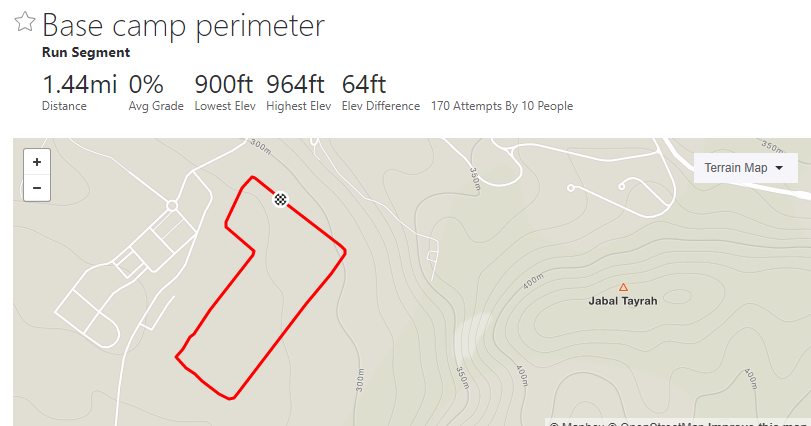 Base camp perimeter
Run Segment
1.44mi 0% 900ft 964ft 64ft
Distance Avg Grade Lowest Elev Highest Elev Elev Difference 170 Attempts By 10 People
+
−
Terrain Map
300m
350m
350m
400m
Jabal Tayrah
300m
350m
400m
400m
© Mapbox © OpenStreetMap Improve this map